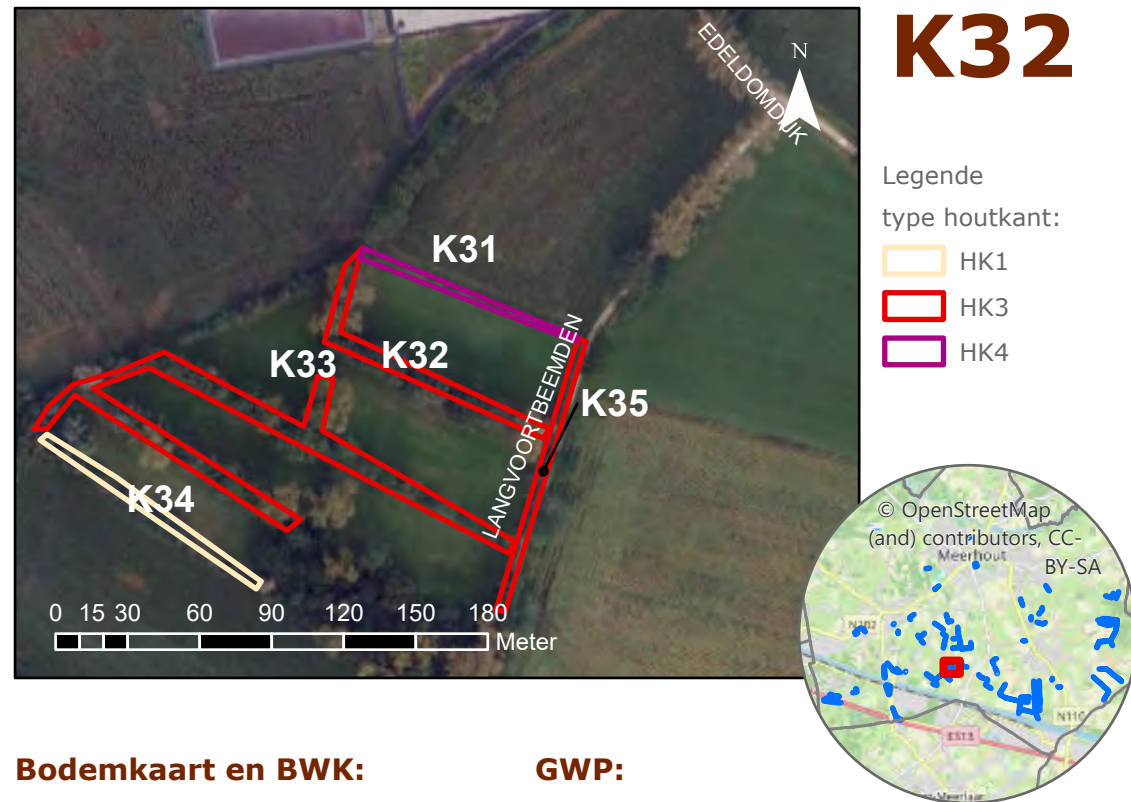 K32
EDELDOMDIJK
N
Legende
type houtkant:
HK1
HK3
HK4
K31
K33
K32
K35
LANGVOORTBEEMDEN
K34
0 15 30 60 90 120 150 180
Meter
© OpenStreetMap
(and) contributors, CC-
BY-SA
Meerhout
N102
N110
E313
Bodemkaart en BWK:
GWP: